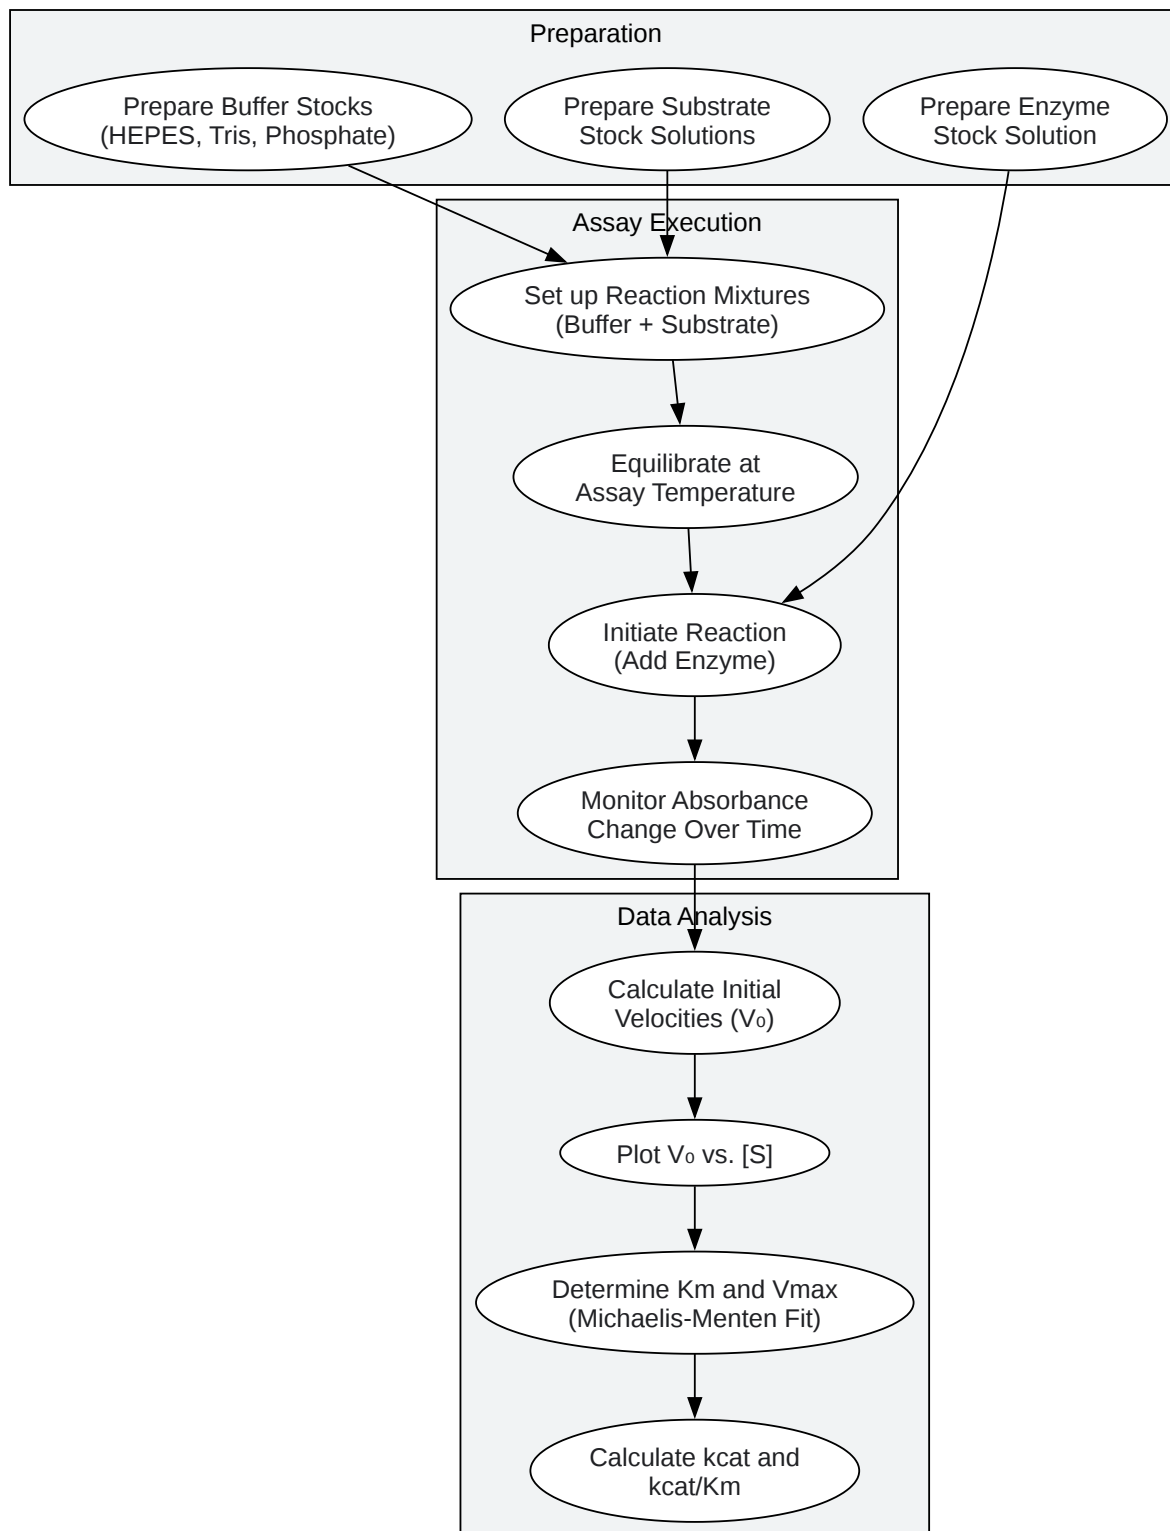 Preparation
Prepare Buffer Stocks
(HEPES, Tris, Phosphate)
Prepare Substrate
Stock Solutions
Prepare Enzyme
Stock Solution
Assay Execution
Set up Reaction Mixtures
(Buffer + Substrate)
Equilibrate at
Assay Temperature
Initiate Reaction
(Add Enzyme)
Monitor Absorbance
Change Over Time
Data Analysis
Calculate Initial
Velocities (V₀)
Plot V₀ vs. [S]
Determine Km and Vmax
(Michaelis-Menten Fit)
Calculate kcat and
kcat/Km